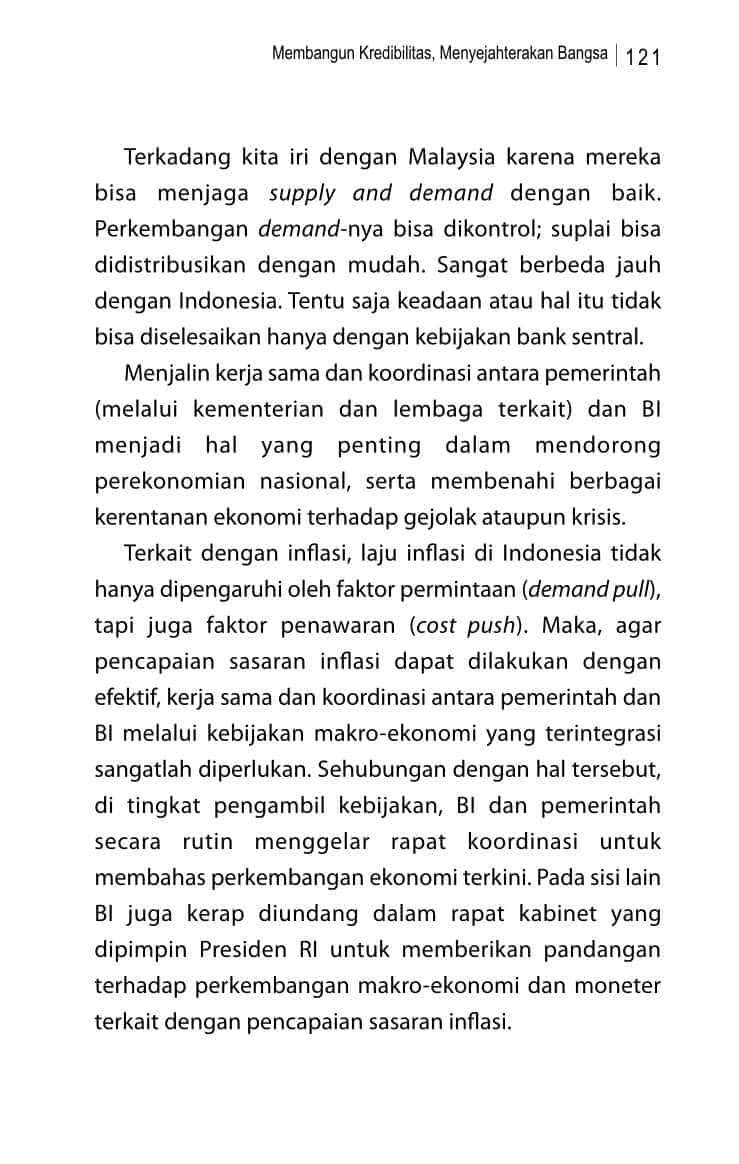 Membangun Kredibilitas, Menyejahterakan Bangsa | 121
Terkadang kita iri dengan Malaysia karena mereka
bisa menjaga supply and demand dengan baik.
Perkembangan demand-nya bisa dikontrol; suplai bisa
didistribusikan dengan mudah. Sangat berbeda jauh
dengan Indonesia. Tentu saja keadaan atau hal itu tidak
bisa diselesaikan hanya dengan kebijakan bank sentral.
Menjalin kerja sama dan koordinasi antara pemerintah
(melalui kementerian dan lembaga terkait) dan BI
menjadi hal yang penting dalam mendorong
perekonomian nasional, serta membenahi berbagai
kerentanan ekonomi terhadap gejolak ataupun krisis.
Terkait dengan inflasi, laju inflasi di Indonesia tidak
hanya dipengaruhi oleh faktor permintaan (demand pull),
tapi juga faktor penawaran (cost push). Maka, agar
pencapaian sasaran inflasi dapat dilakukan dengan
efektif, kerja sama dan koordinasi antara pemerintah dan
BI melalui kebijakan makro-ekonomi yang terintegrasi
sangatlah diperlukan. Sehubungan dengan hal tersebut,
di tingkat pengambil kebijakan, BI dan pemerintah
secara rutin menggelar rapat koordinasi untuk
membahas perkembangan ekonomi terkini. Pada sisi lain
BI juga kerap diundang dalam rapat kabinet yang
dipimpin Presiden RI untuk memberikan pandangan
terhadap perkembangan makro-ekonomi dan moneter
terkait dengan pencapaian sasaran inflasi.